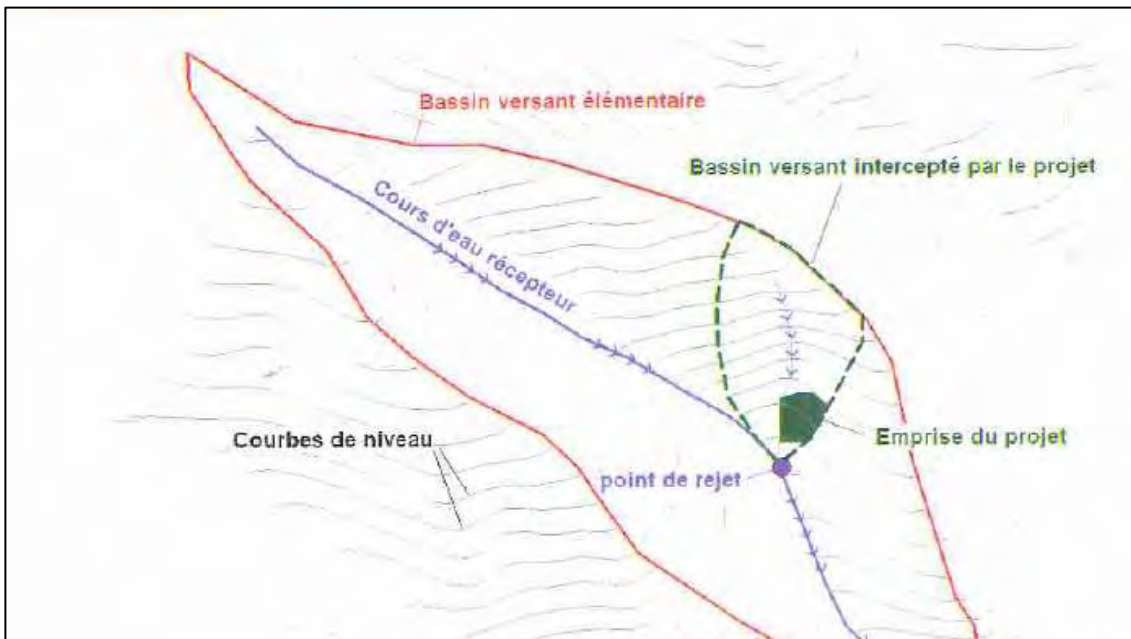 Bassin versant élémentaire
Bassin versant intercepté par le projet
Cours d'eau récepteur
Emprise du projet
Courbes de niveau
point de rejet